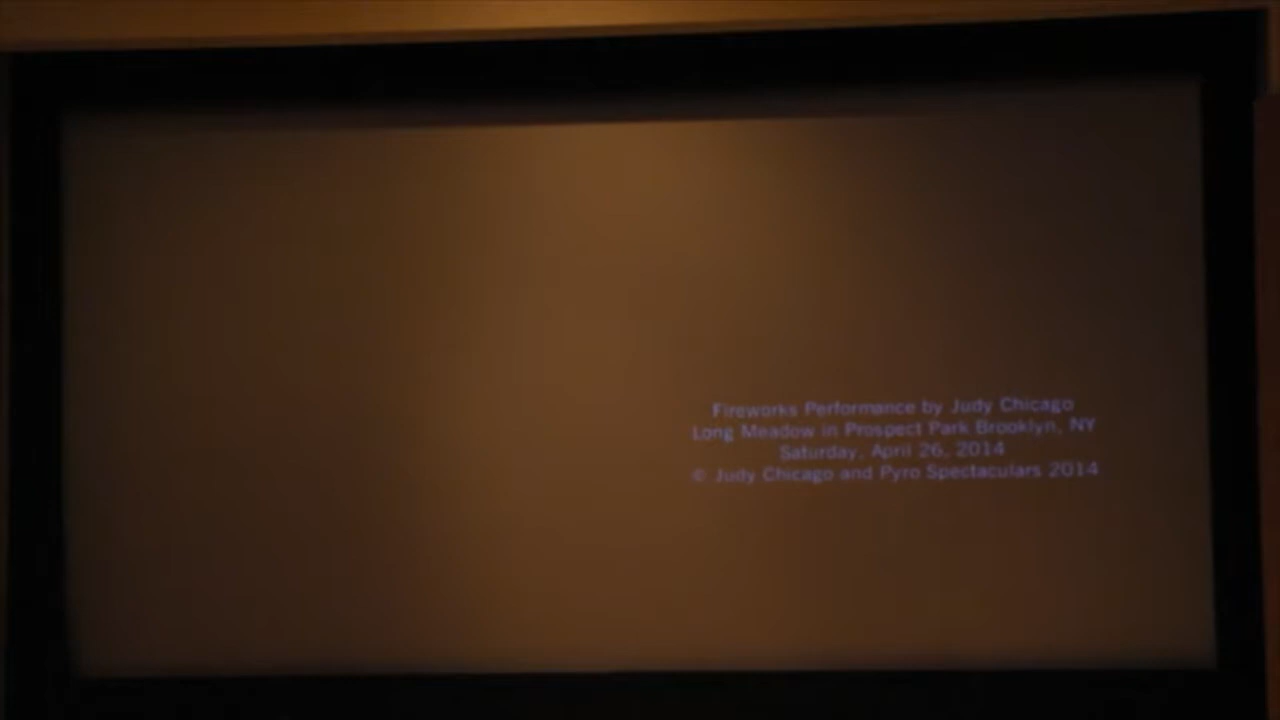 Fireworks Performance by Judy Chicago
Long Meadow in Prospect Park Brooklyn, NY
Saturday, April 26, 2014
© Judy Chicago and Pyro Spectaculars 2014